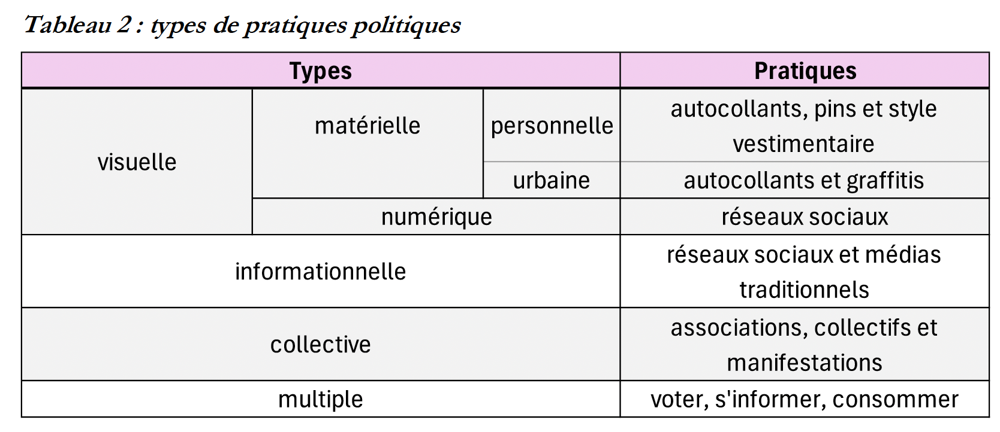 Tableau 2 : types de pratiques politiques
Types
Pratiques
visuelle
matérielle
personnelle
autocollants, pins et style
vestimentaire
urbaine
autocollants et graffitis
numérique
réseaux sociaux
informationnelle
réseaux sociaux et médias
traditionnels
collective
associations, collectifs et
manifestations
multiple
voter, s'informer, consommer